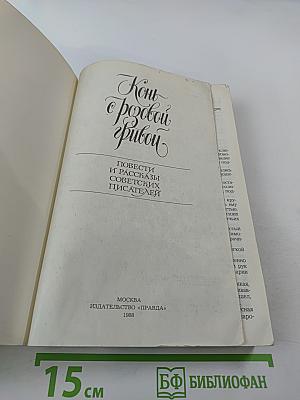 Конь
с розовой
гривой
ПОВЕСТИ
И РАССКАЗЫ
СОВЕТСКИХ
ПИСАТЕЛЕЙ
МОСКВА
ИЗДАТЕЛЬСТВО «ПРАВДА»
1988
15 см
БФ БИБЛИОФАН